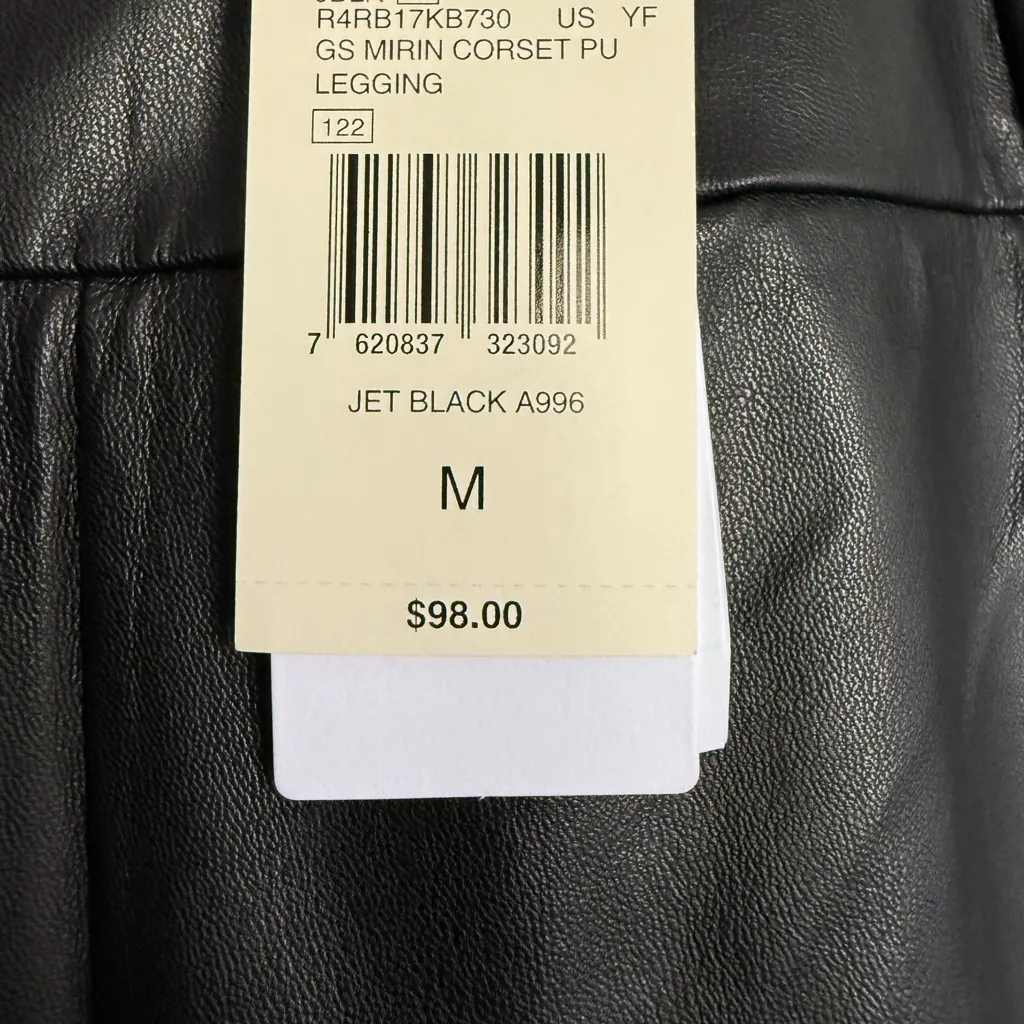 R4RB17KB730 US YF
GS MIRIN CORSET PU
LEGGING
122
7 620837 323092
JET BLACK A996
M
$98.00